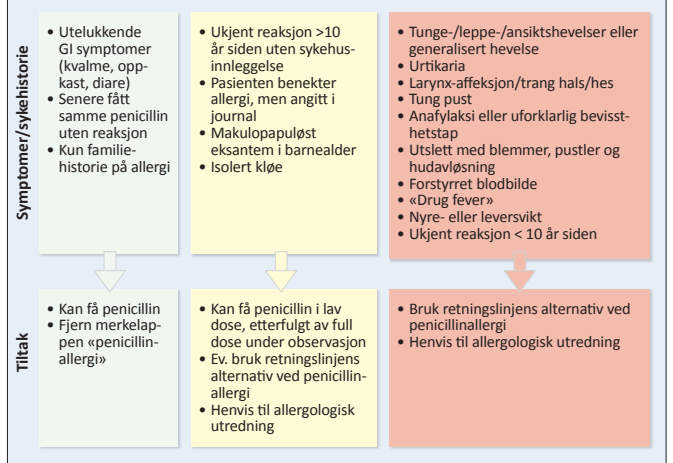 Symptomer/sykehistorie
• Utelukkende
GI symptomer
(kvalme, opp-
kast, diare)
• Senere fått
samme penicillin
uten reaksjon
• Kun familie-
historie på allergi
• Ukjent reaksjon >10
år siden uten sykehus-
innleggelse
• Pasienten benekter
allergi, men angitt i
journal
• Makulopapuløst
eksantem i barnealder
• Isolert kløe
• Tunge-/leppe-/ansiktshevelser eller
generalisert hevelse
• Urtikaria
• Larynx-affeksjon/trang hals/hes
• Tung pust
• Anafylaksi eller uforklarlig bevisst-
hetstap
• Utslett med blemmer, pustler og
hudavløsning
• Forstyrret blodbilde
• «Drug fever»
• Nyre- eller leversvikt
• Ukjent reaksjon < 10 år siden
Tiltak
• Kan få penicillin
• Fjern merkelap-
pen «penicillin-
allergi»
• Kan få penicillin i lav
dose, etterfulgt av full
dose under observasjon
• Ev. bruk retningslinjens
alternativ ved penicillin-
allergi
• Henvis til allergologisk
utredning
• Bruk retningslinjens alternativ ved
penicillinallergi
• Henvis til allergologisk utredning